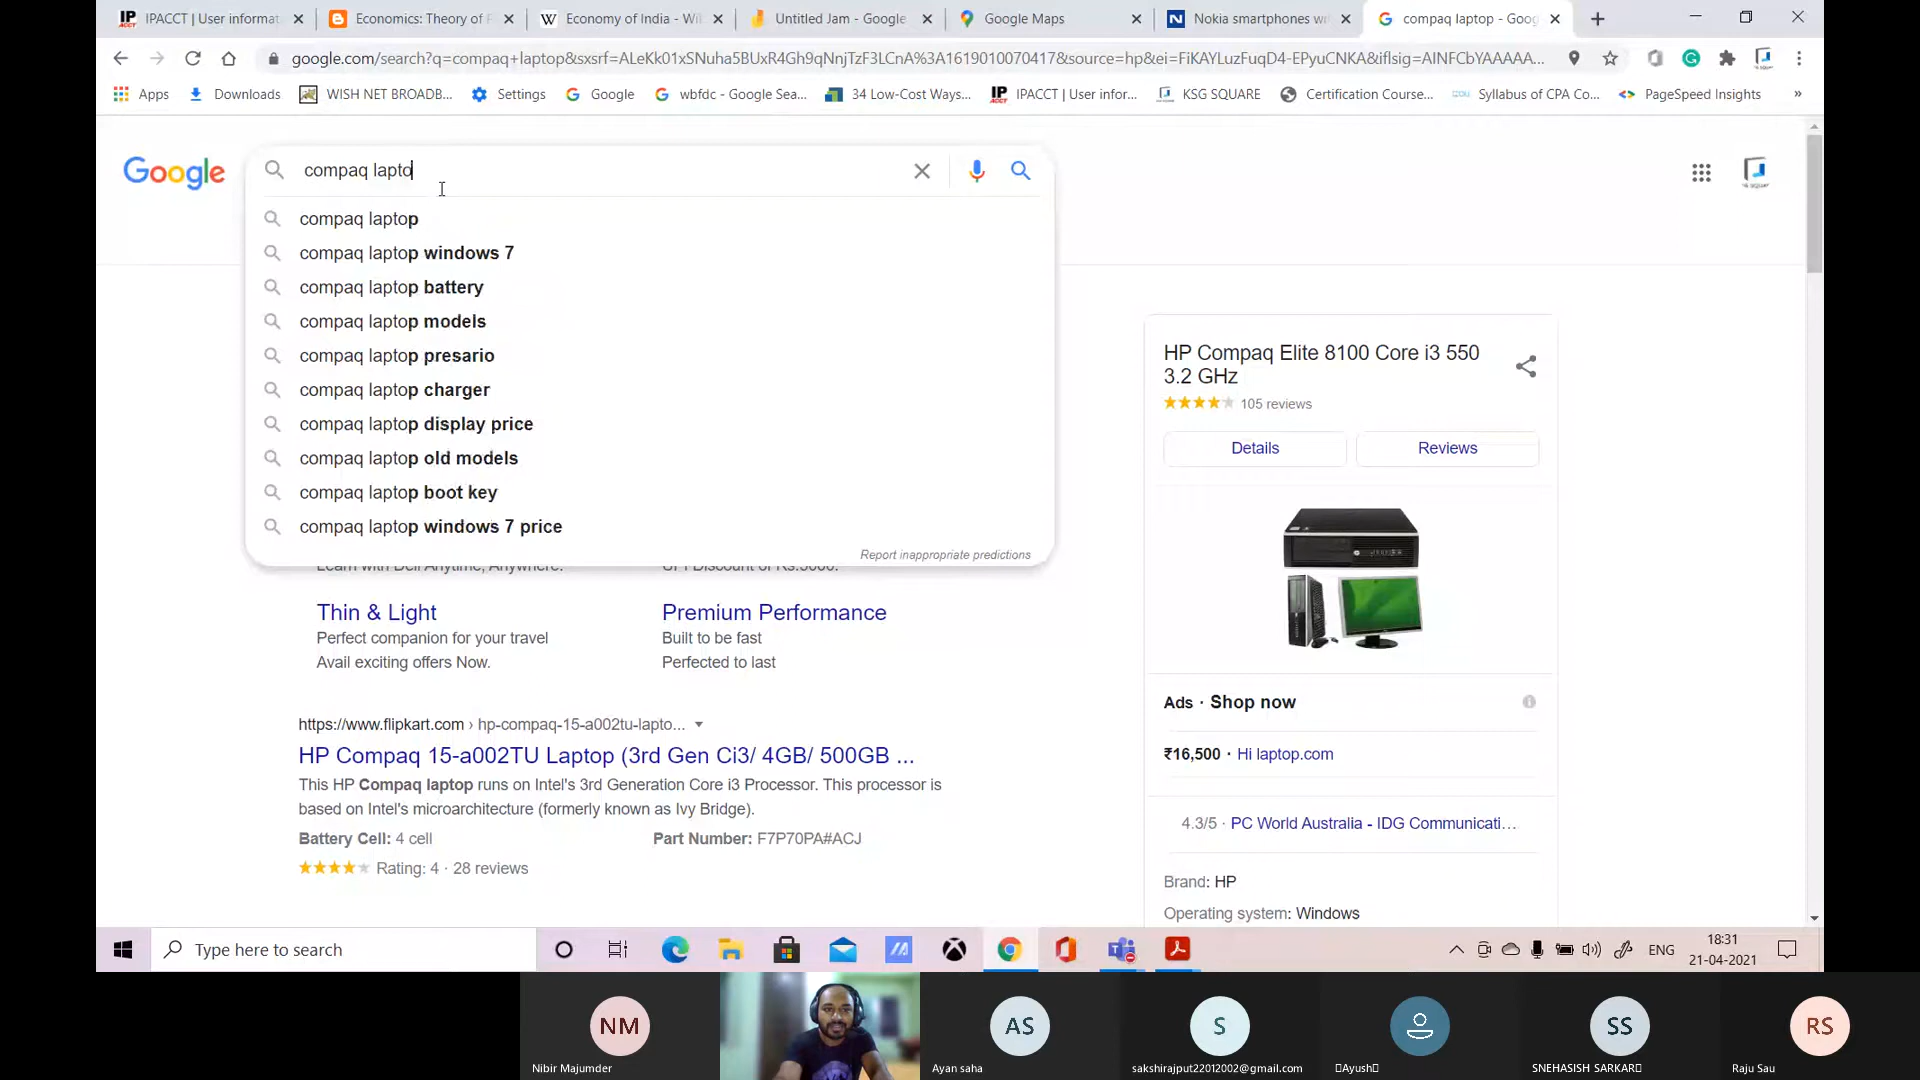 IPACCT | User informat
Economics: Theory of
Economy of India - Wi
Untitled Jam - Google
Google Maps
Nokia smartphones wi
compaq laptop - Goog
google.com/search?q=compaq+laptop&sxsrf=ALeKk01xSNuha5BUxR4Gh9qNnjTzF3LCnA%3A1619010070417&source=hp&ei=FiKAYLuzFuqD4-EPyuCNKA&iflsig=AINFCbYAAAAA...
Apps
Downloads
WISH NET BROADB...
Settings
Google
wbfdc - Google Sea...
34 Low-Cost Ways...
IPACCT | User infor...
KSG SQUARE
Certification Course...
Syllabus of CPA Co...
PageSpeed Insights
»
Google
compaq lapto
compaq laptop
compaq laptop windows 7
compaq laptop battery
compaq laptop models
compaq laptop presario
compaq laptop charger
compaq laptop display price
compaq laptop old models
compaq laptop boot key
compaq laptop windows 7 price
Report inappropriate predictions
Learn with Dell Anytime, Anywhere.
UPI Discount of Rs.3000.
Thin & Light
Perfect companion for your travel
Avail exciting offers Now.
Premium Performance
Built to be fast
Perfected to last
https://www.flipkart.com › hp-compaq-15-a002tu-lapto...
HP Compaq 15-a002TU Laptop (3rd Gen Ci3/ 4GB/ 500GB ...
This HP Compaq laptop runs on Intel's 3rd Generation Core i3 Processor. This processor is
based on Intel's microarchitecture (formerly known as Ivy Bridge).
Battery Cell: 4 cell
Part Number: F7P70PA#ACJ
Rating: 4 · 28 reviews
HP Compaq Elite 8100 Core i3 550
3.2 GHz
105 reviews
Details
Reviews
Ads · Shop now
₹16,500 · Hi laptop.com
4.3/5 · PC World Australia - IDG Communicati...
Brand: HP
Operating system: Windows
Type here to search
ENG
18:31
21-04-2021
NM
Nibir Majumder
AS
Ayan saha
S
sakshirajput22012002@gmail.com
Ayush
SS
SNEHASISH SARKAR
RS
Raju Sau